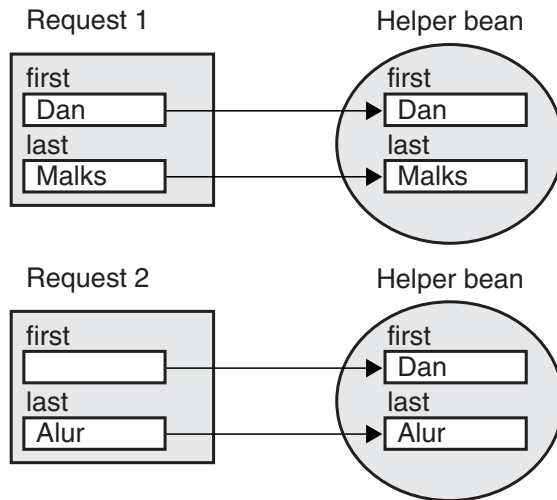 Request 1
Helper bean
first
Dan
last
Malks
first
Dan
last
Malks
Request 2
Helper bean
first
last
Alur
first
Dan
last
Alur